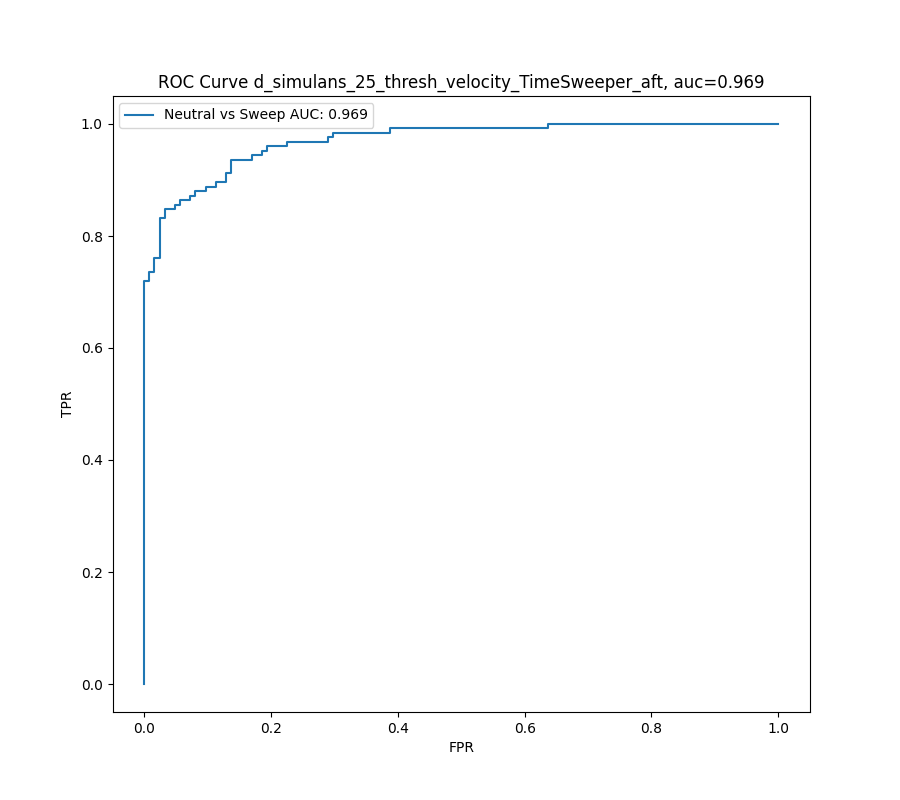 ROC Curve d_simulans_25_thresh_velocity_TimeSweeper_aft, auc=0.969
Neutral vs Sweep AUC: 0.969
1.0
0.8
0.6
0.4
0.2
0.0
TPR
0.0 0.2 0.4 0.6 0.8 1.0
FPR